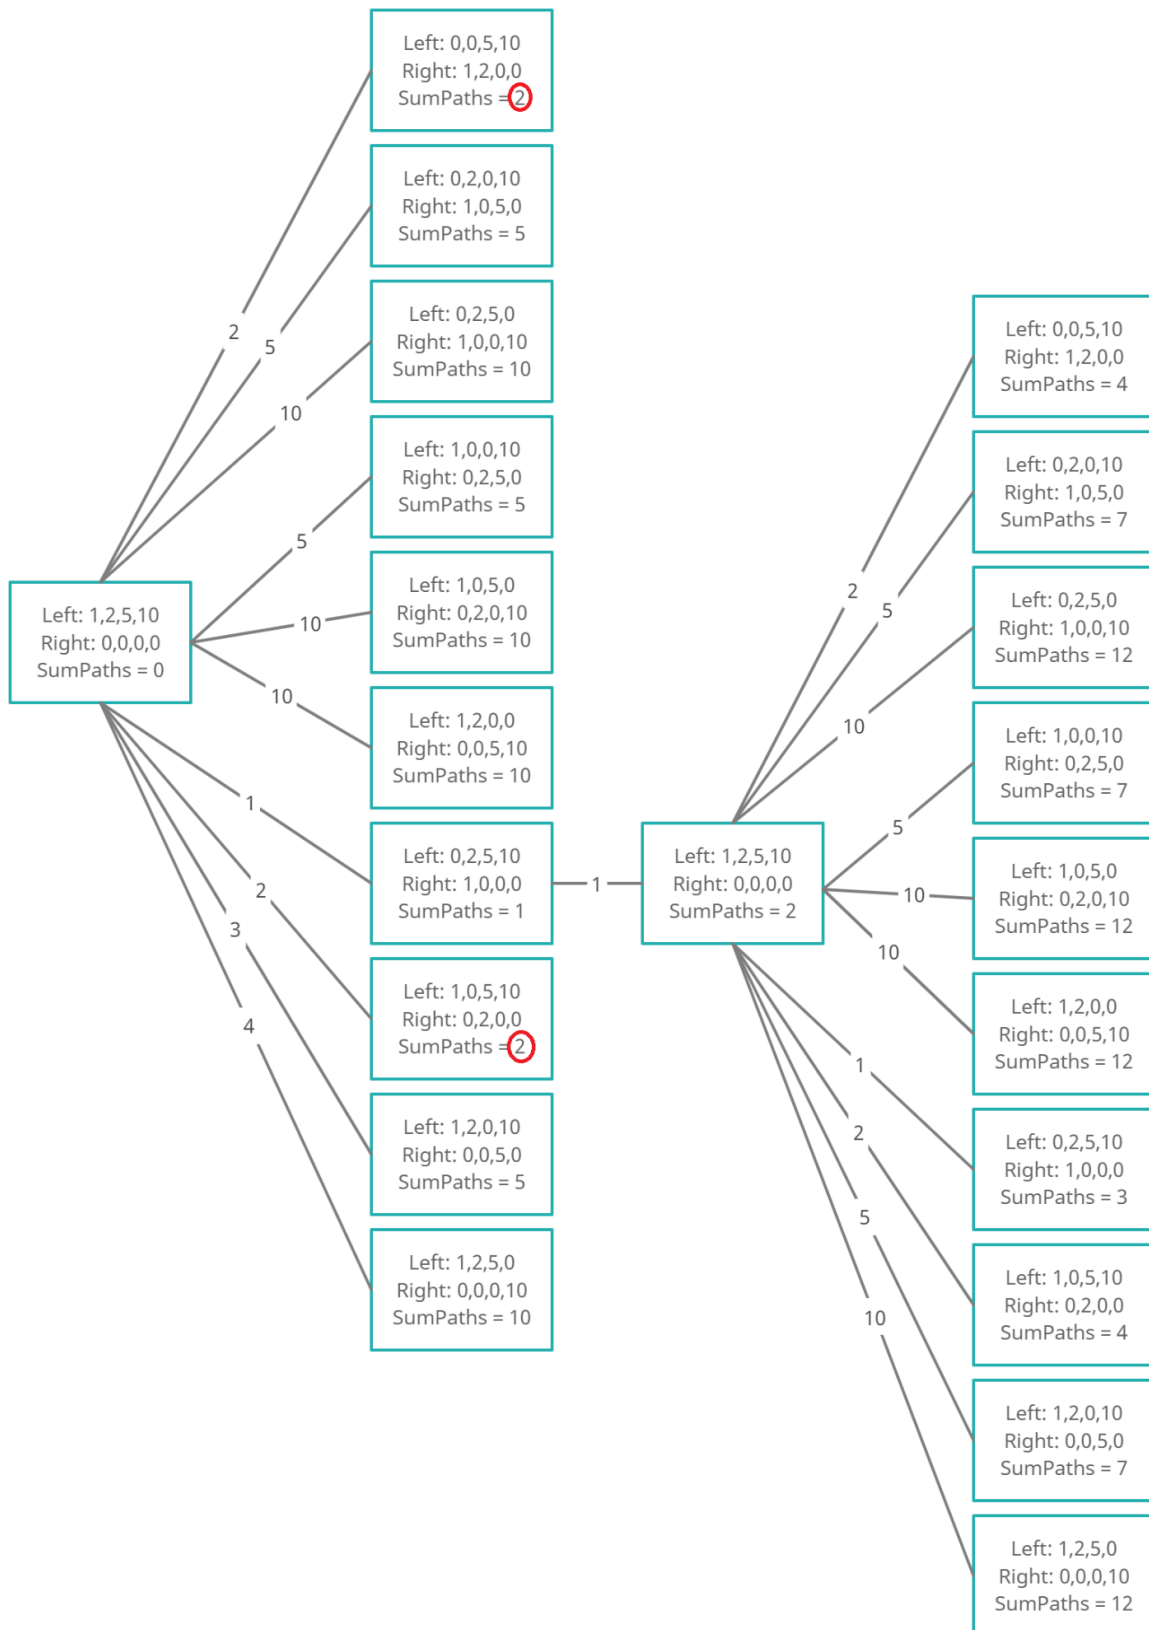 Left: 0,0,5,10
Right: 1,2,0,0
SumPaths = 2
Left: 0,2,0,10
Right: 1,0,5,0
SumPaths = 5
Left: 0,2,5,0
Right: 1,0,0,10
SumPaths = 10
Left: 1,0,0,10
Right: 0,2,5,0
SumPaths = 5
Left: 1,0,5,0
Right: 0,2,0,10
SumPaths = 10
Left: 1,2,0,0
Right: 0,0,5,10
SumPaths = 10
Left: 0,2,5,10
Right: 1,0,0,0
SumPaths = 1
Left: 1,0,5,10
Right: 0,2,0,0
SumPaths = 2
Left: 1,2,0,10
Right: 0,0,5,0
SumPaths = 5
Left: 1,2,5,0
Right: 0,0,0,10
SumPaths = 10
2
5
10
5
10
10
1
2
3
4
Left: 1,2,5,10
Right: 0,0,0,0
SumPaths = 0
1
Left: 1,2,5,10
Right: 0,0,0,0
SumPaths = 2
2
5
10
5
10
10
1
2
5
10
Left: 0,0,5,10
Right: 1,2,0,0
SumPaths = 4
Left: 0,2,0,10
Right: 1,0,5,0
SumPaths = 7
Left: 0,2,5,0
Right: 1,0,0,10
SumPaths = 12
Left: 1,0,0,10
Right: 0,2,5,0
SumPaths = 7
Left: 1,0,5,0
Right: 0,2,0,10
SumPaths = 12
Left: 1,2,0,0
Right: 0,0,5,10
SumPaths = 12
Left: 0,2,5,10
Right: 1,0,0,0
SumPaths = 3
Left: 1,0,5,10
Right: 0,2,0,0
SumPaths = 4
Left: 1,2,0,10
Right: 0,0,5,0
SumPaths = 7
Left: 1,2,5,0
Right: 0,0,0,10
SumPaths = 12